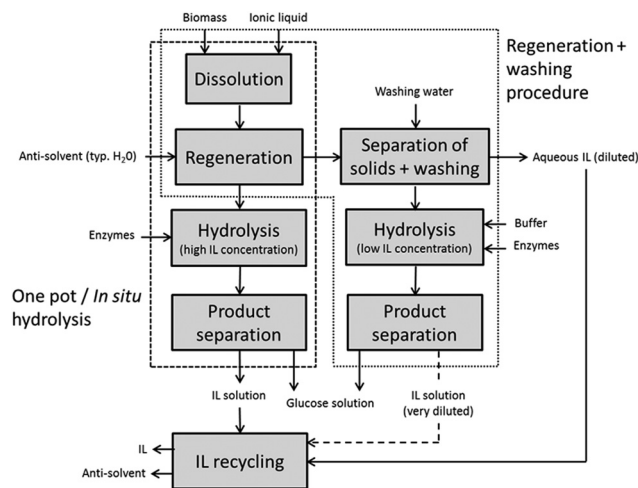 Biomass
Ionic liquid
Regeneration +
washing
procedure
Dissolution
Washing water
Anti-solvent (typ. H₂0)
Regeneration
Separation of
solids + washing
Aqueous IL (diluted)
Enzymes
Hydrolysis
(high IL concentration)
Hydrolysis
(low IL concentration)
Buffer
Enzymes
One pot / In situ
hydrolysis
Product
separation
Product
separation
IL solution
Glucose solution
IL solution
(very diluted)
IL
Anti-solvent
IL recycling